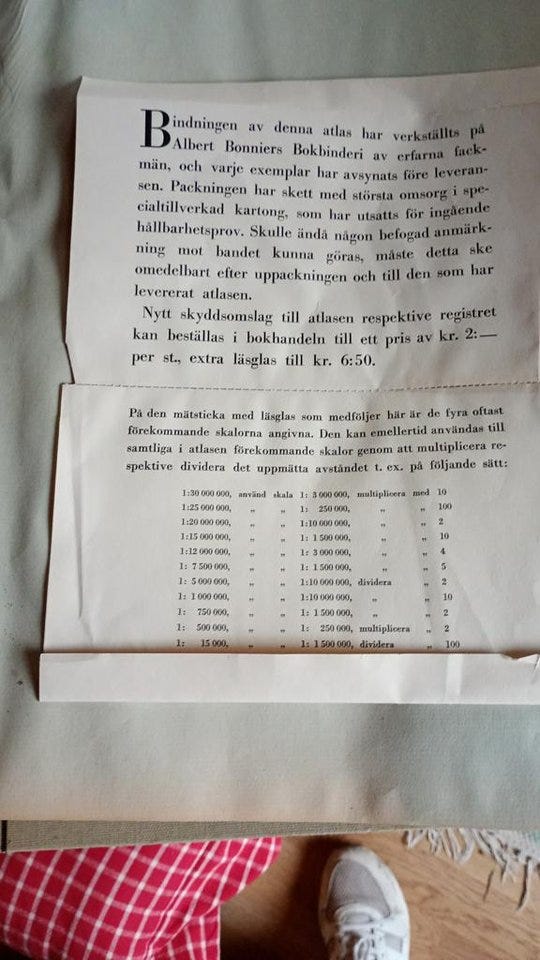 Bindningen av denna atlas har verkställts på
Albert Bonniers Bokbinderi av erfarna fack-
män, och varje exemplar har avsynats före leveran-
sen. Packningen har skett med största omsorg i spe-
cialtillverkad kartong, som har utsatts för ingående
hållbarhetsprov. Skulle ändå någon befogad anmärk-
ning mot bandet kunna göras, måste detta ske
omedelbart efter uppackningen och till den som har
levererat atlasen.
Nytt skyddsomslag till atlasen respektive registret
kan beställas i bokhandeln till ett pris av kr. 2:—
per st., extra läsglas till kr. 6:50.
På den mätsticka med läsglas som medföljer här är de fyra oftast
förekommande skalorna angivna. Den kan emellertid användas till
samtliga i atlasen förekommande skalor genom att multiplicera re-
spektive dividera det uppmätta avståndet t. ex. på följande sätt:
1:30 000 000, använd skala 1: 3 000 000, multiplicera med 10
1:25 000 000, „ „ 1: 250 000, „ „ 100
1:20 000 000, „ „ 1:10 000 000, „ „ 2
1:15 000 000, „ „ 1: 1 500 000, „ „ 10
1:12 000 000, „ „ 1: 3 000 000, „ „ 4
1: 7 500 000, „ „ 1: 1 500 000, „ „ 5
1: 5 000 000, „ „ 1:10 000 000, dividera „ 2
1: 1 000 000, „ „ 1:10 000 000, „ „ 10
1: 750 000, „ „ 1: 1 500 000, „ „ 2
1: 500 000, „ „ 1: 250 000, multiplicera „ 2
1: 15 000, „ „ 1: 1 500 000, dividera „ 100